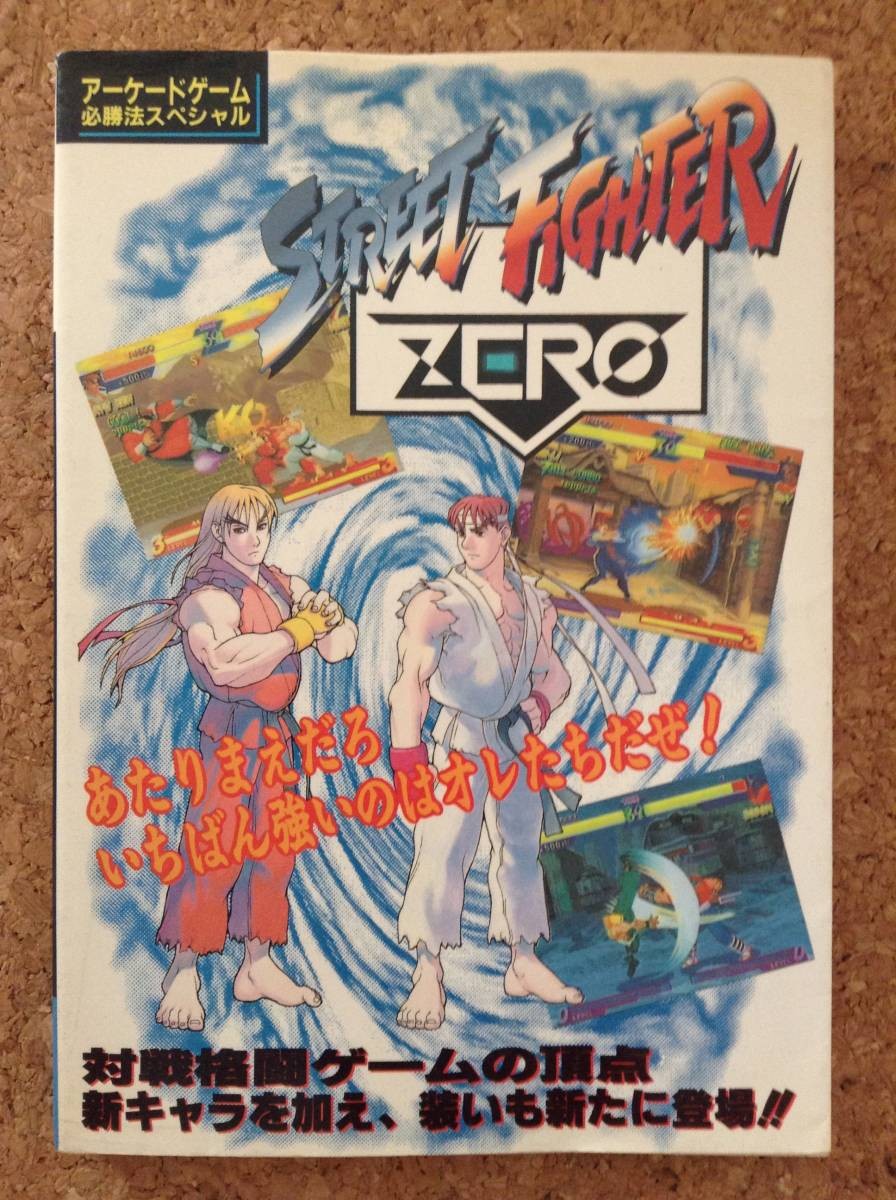 アーケードゲーム
必勝法スペシャル
STREET FIGHTER
ZERO
あたりまえだろ
いちばん強いのはオレたちだぜ！
対戦格闘ゲームの頂点
新キャラを加え、装いも新たに登場!!